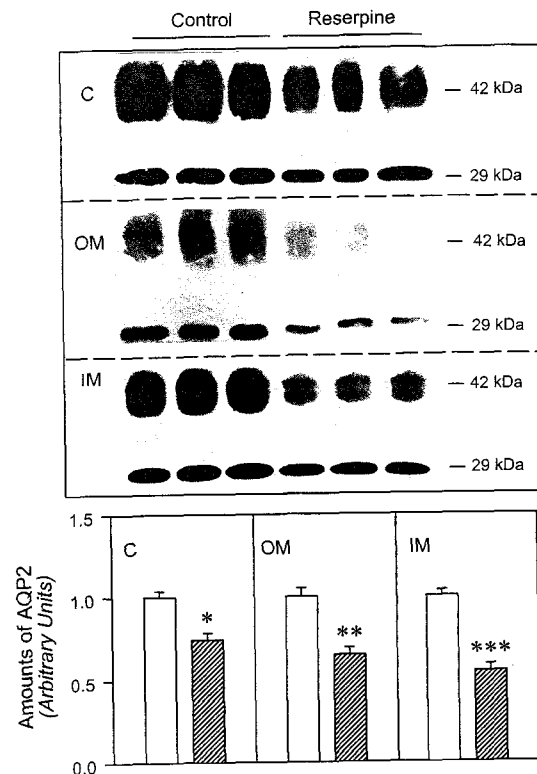 Control Reserpine
C
— 42 kDa
— 29 kDa
OM
— 42 kDa
— 29 kDa
IM
— 42 kDa
— 29 kDa
Amounts of AQP2
(Arbitrary Units)
1.5
1.0
0.5
0.0
C OM IM
* ** ***